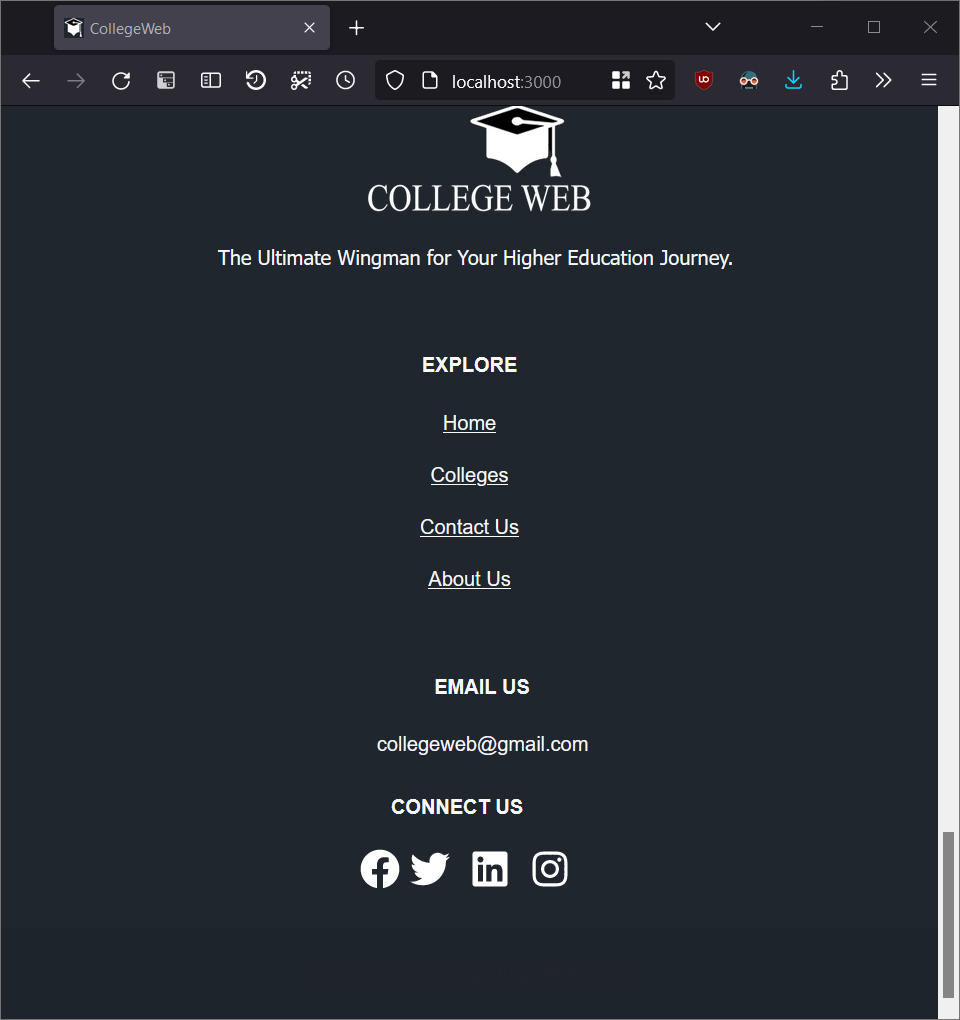 CollegeWeb
localhost:3000
COLLEGE WEB
The Ultimate Wingman for Your Higher Education Journey.
EXPLORE
Home
Colleges
Contact Us
About Us
EMAIL US
collegeweb@gmail.com
CONNECT US